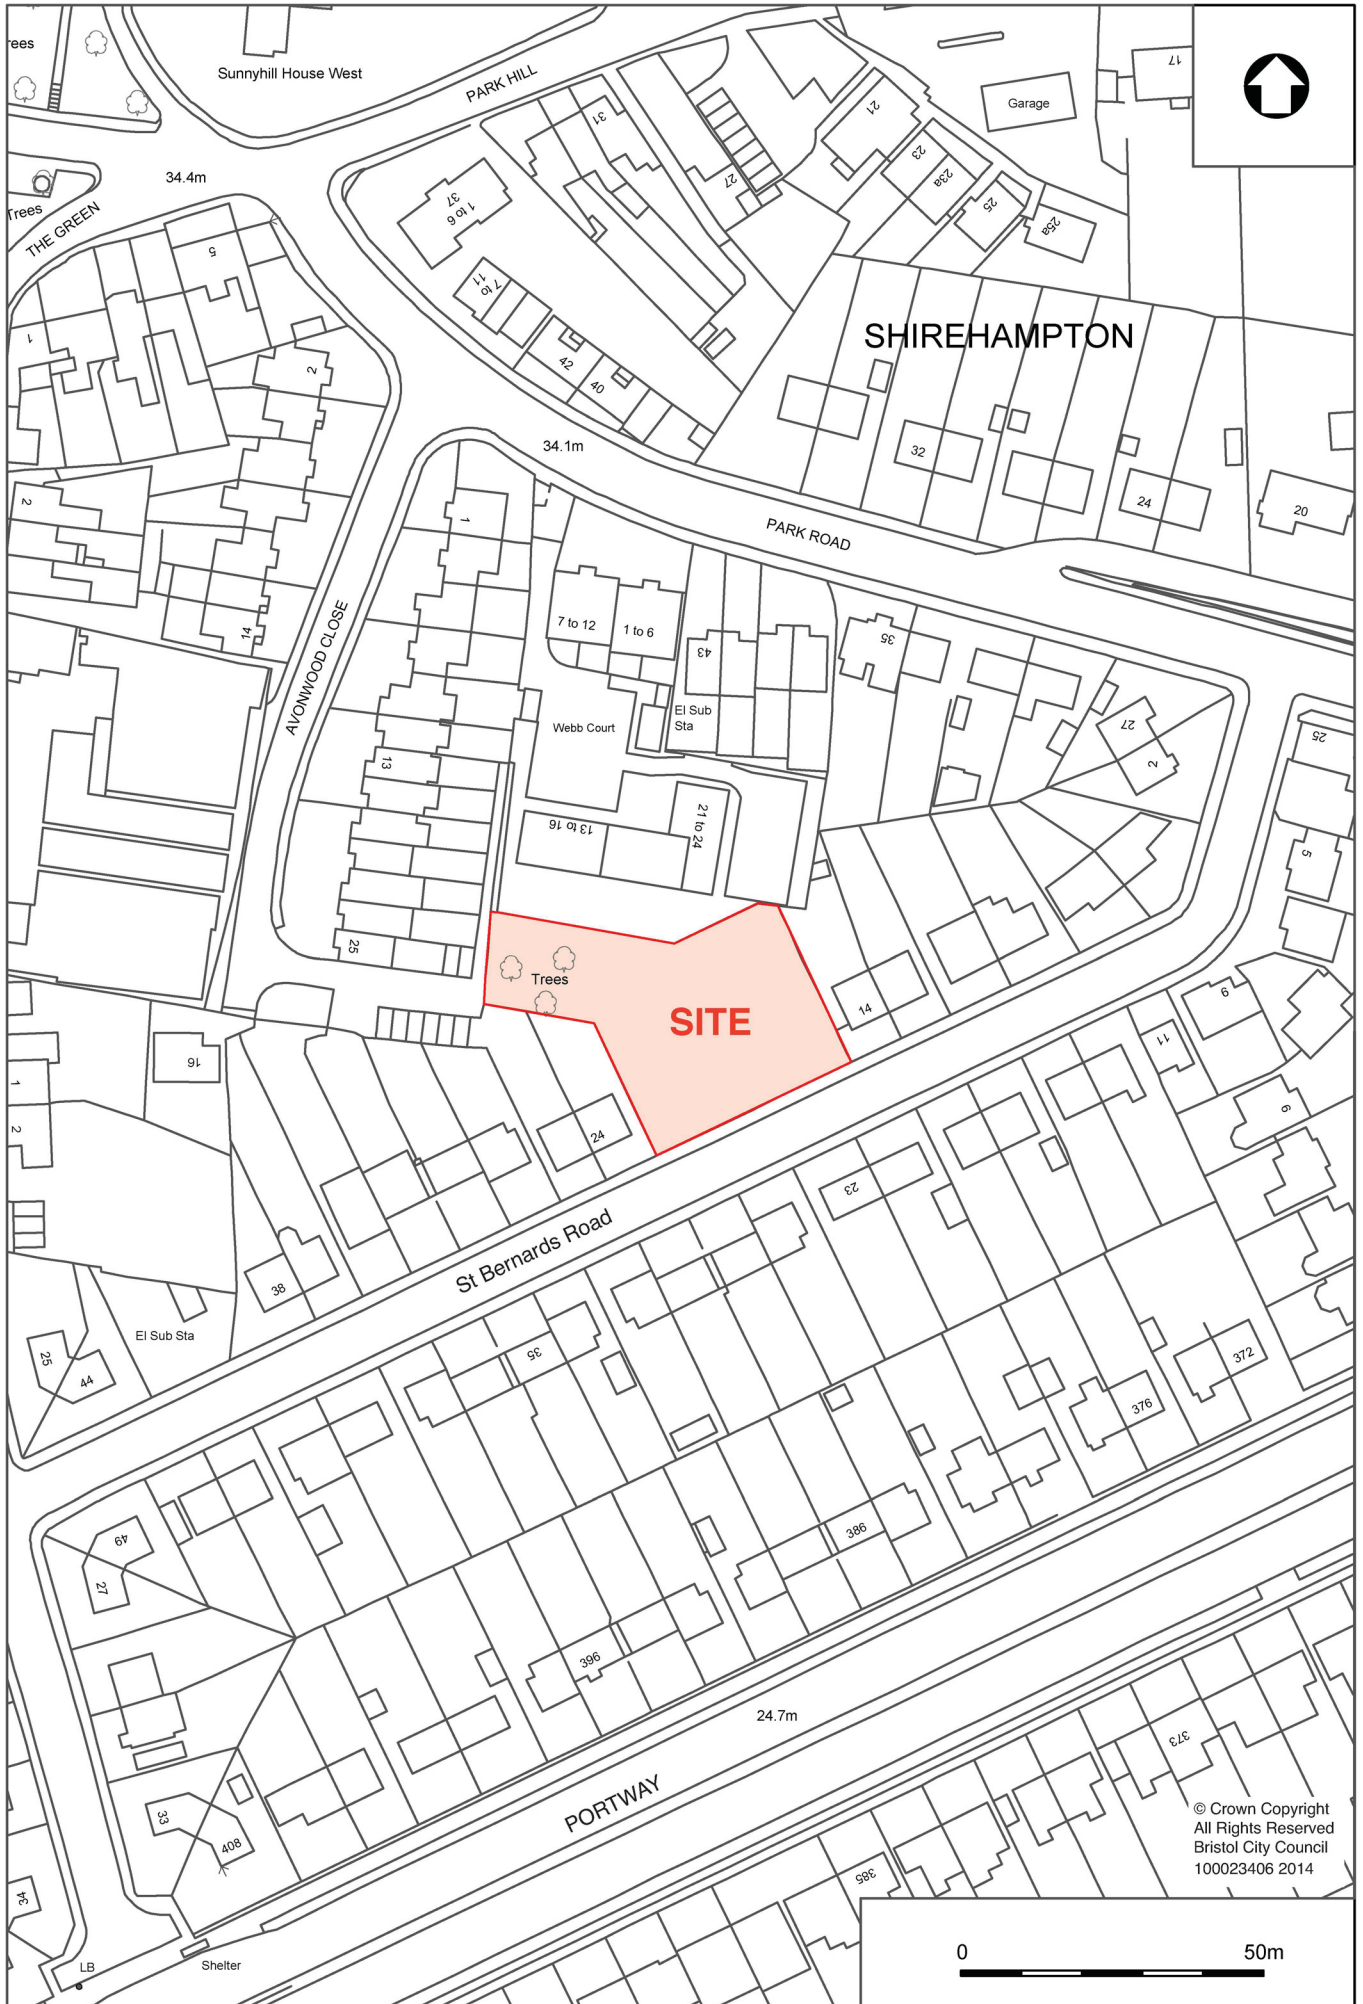 rees
Sunnyhill House West
PARK HILL
17
Garage
31
21
23
23a
27
25
25a
34.4m
Trees
THE GREEN
1 to 6
37
5
7 to
11
1
2
42
40
SHIREHAMPTON
34.1m
32
24
20
2
1
PARK ROAD
14
AVONWOOD CLOSE
7 to 12
1 to 6
43
35
El Sub
Sta
Webb Court
27
2
25
13
13 to 16
21 to 24
5
25
Trees
SITE
14
9
11
16
1
2
24
6
23
St Bernards Road
38
El Sub Sta
25
44
35
372
376
49
27
386
396
24.7m
373
PORTWAY
33
408
© Crown Copyright
All Rights Reserved
Bristol City Council
100023406 2014
385
34
LB
Shelter
0
50m